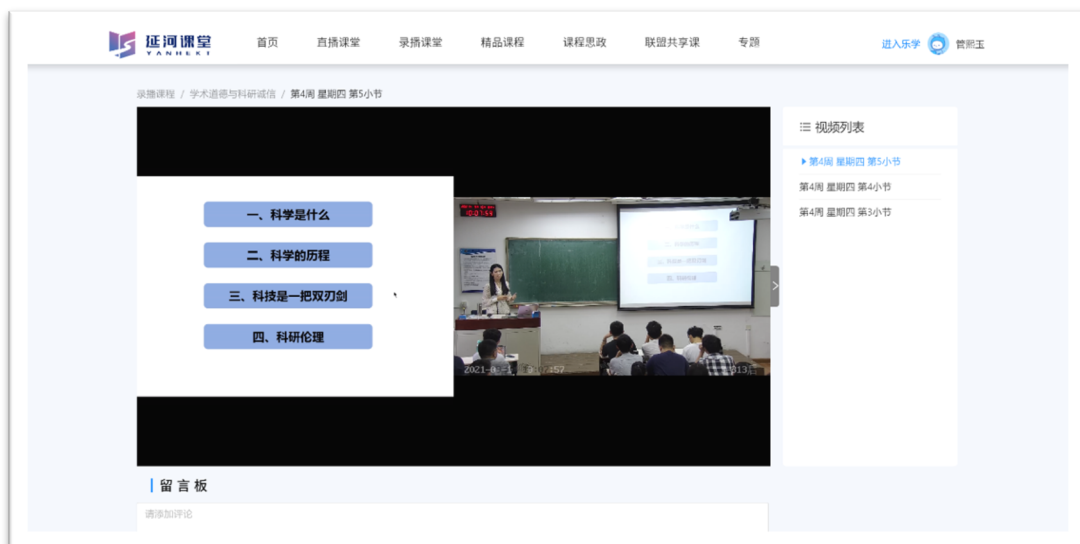 延河课堂
YANHEKT
首页 直播课堂 录播课堂 精品课程 课程思政 联盟共享课 专题
进入乐学 管熙玉
录播课程 / 学术道德与科研诚信 / 第4周 星期四 第5小节
视频列表
第4周 星期四 第5小节
第4周 星期四 第4小节
第4周 星期四 第3小节
一、科学是什么
二、科学的历程
三、科技是一把双刃剑
四、科研伦理
留言板
请添加评论